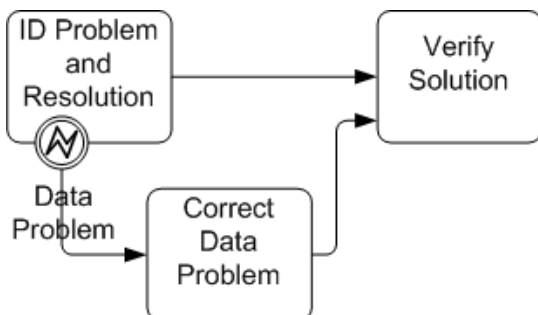 ID Problem
and
Resolution
Verify
Solution
Data
Problem
Correct
Data
Problem